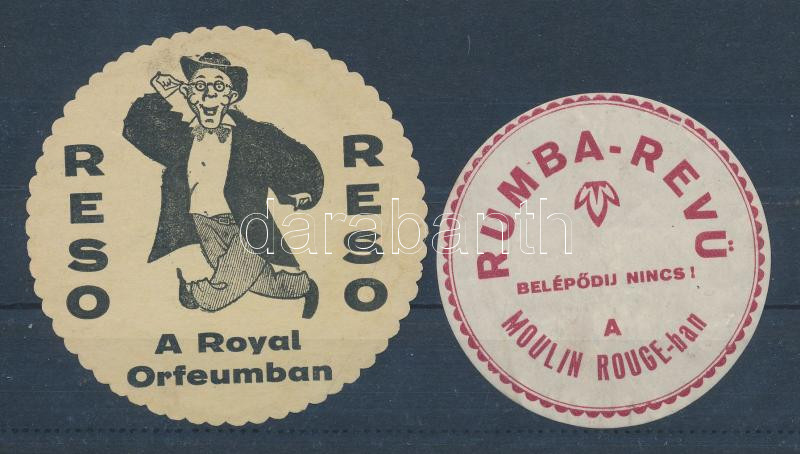 RESO
RESO
A Royal
Orfeumban
RUMBA-REVÜ
BELÉPŐDIJ NINCS!
A
MOULIN ROUGE-ban
darabanth